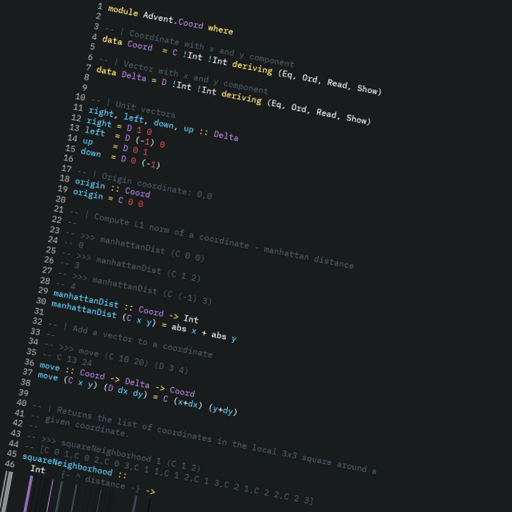 1 module Advent.Coord where
2
3 -- | Coordinate with x and y component
4 data Coord = C !Int !Int deriving (Eq, Ord, Read, Show)
5
6 -- | Vector with x and y component
7 data Delta = D !Int !Int deriving (Eq, Ord, Read, Show)
8
9
10 -- | Unit vectors
11 right, left, down, up :: Delta
12 right = D 1 0
13 left = D (-1) 0
14 up = D 0 1
15 down = D 0 (-1)
16
17 -- | Origin coordinate: 0,0
18 origin :: Coord
19 origin = C 0 0
20
21 -- | Compute L1 norm of a coordinate - manhattan distance
22 --
23 -- >>> manhattanDist (C 0 0)
24 -- 0
25 -- >>> manhattanDist (C 1 2)
26 -- 3
27 -- >>> manhattanDist (C (-1) 3)
28 -- 4
29 manhattanDist :: Coord -> Int
30 manhattanDist (C x y) = abs x + abs y
31
32 -- | Add a vector to a coordinate
33 --
34 -- >>> move (C 10 20) (D 3 4)
35 -- C 13 24
36 move :: Coord -> Delta -> Coord
37 move (C x y) (D dx dy) = C (x+dx) (y+dy)
38
39
40 -- | Returns the list of coordinates in the local 3x3 square around a
41 -- given coordinate.
42 --
43 -- >>> squareNeighborhood 1 (C 1 2)
44 -- [C 0 1,C 0 2,C 0 3,C 1 1,C 1 2,C 1 3,C 2 1,C 2 2,C 2 3]
45 squareNeighborhood ::
46 Int {- ^ distance -} ->